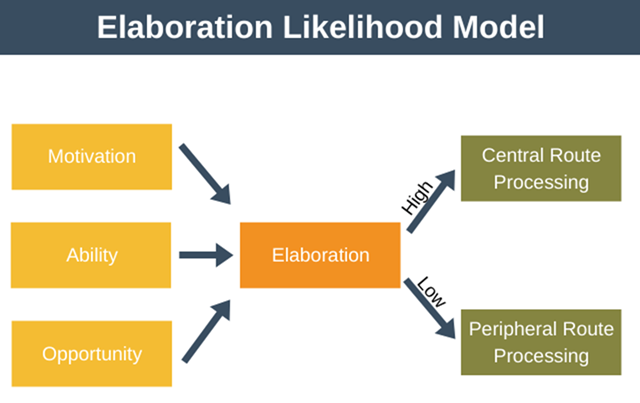 Elaboration Likelihood Model
Motivation
Ability
Opportunity
Elaboration
High
Low
Central Route
Processing
Peripheral Route
Processing